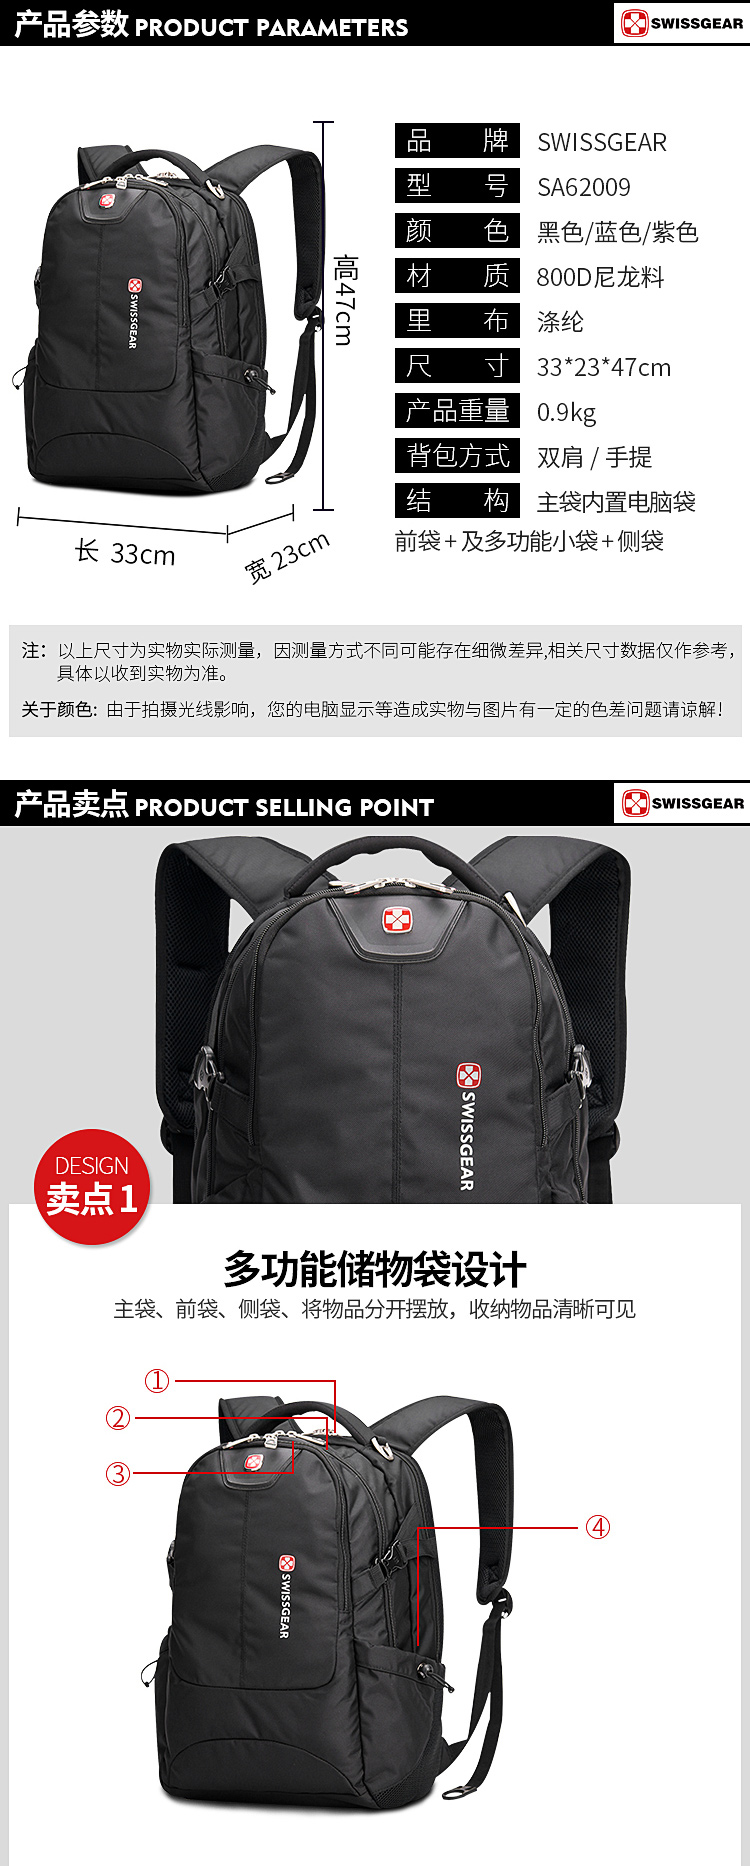 产品参数 PRODUCT PARAMETERS
SWISSGEAR
SWISSGEAR
高47cm
长 33cm
宽 23cm
品牌 SWISSGEAR
型号 SA62009
颜色 黑色/蓝色/紫色
材质 800D尼龙料
里布 涤纶
尺寸 33*23*47cm
产品重量 0.9kg
背包方式 双肩 / 手提
结构 主袋内置电脑袋
前袋 + 及多功能小袋 + 侧袋
注：以上尺寸为实物实际测量，因测量方式不同可能存在细微差异,相关尺寸数据仅作参考，
具体以收到实物为准。
关于颜色: 由于拍摄光线影响，您的电脑显示等造成实物与图片有一定的色差问题请谅解！
产品卖点 PRODUCT SELLING POINT
SWISSGEAR
SWISSGEAR
DESIGN
卖点1
多功能储物袋设计
主袋、前袋、侧袋、将物品分开摆放，收纳物品清晰可见
①
②
③
④
SWISSGEAR